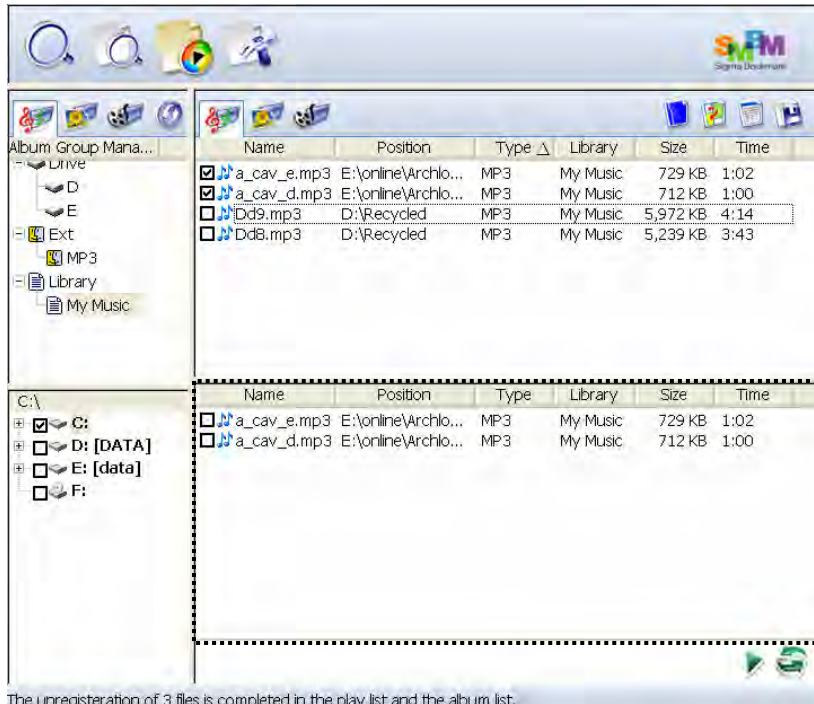 SMBM
Sigma Bookmark
Album Group Mana...
Drive
D
E
Ext
MP3
Library
My Music
Name Position Type Library Size Time
a_cav_e.mp3 E:\online\Archlo... MP3 My Music 729 KB 1:02
a_cav_d.mp3 E:\online\Archlo... MP3 My Music 712 KB 1:00
Dd9.mp3 D:\Recycled MP3 My Music 5,972 KB 4:14
Dd8.mp3 D:\Recycled MP3 My Music 5,239 KB 3:43
C:\
C:
D: [DATA]
E: [data]
F:
Name Position Type Library Size Time
a_cav_e.mp3 E:\online\Archlo... MP3 My Music 729 KB 1:02
a_cav_d.mp3 E:\online\Archlo... MP3 My Music 712 KB 1:00
The unregisteration of 3 files is completed in the play list and the album list.